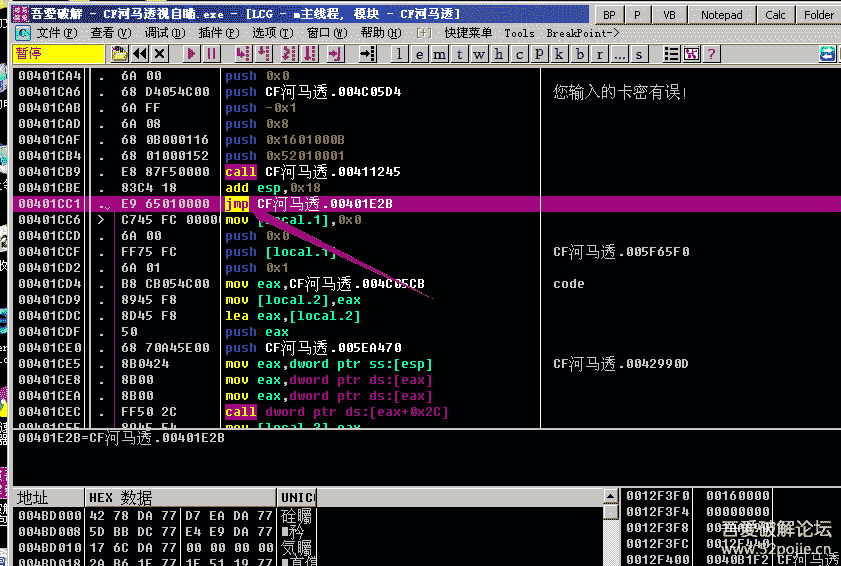 吾爱破解 - CF河马透视自瞄.exe - [LCG - 主线程, 模块 - CF河马透]
BP P VB Notepad Calc Folder
文件(F) 查看(V) 调试(D) 插件(P) 选项(T) 窗口(W) 帮助(H) [+] 快捷菜单 Tools BreakPoint->
暂停 l e m t w h c P k b r ... s ?
00401CA4 . 6A 00 push 0x0
00401CA6 . 68 D4054C00 push CF河马透.004C05D4 您输入的卡密有误!
00401CAB . 6A FF push -0x1
00401CAD . 6A 08 push 0x8
00401CAF . 68 0B000116 push 0x1601000B
00401CB4 . 68 01000152 push 0x52010001
00401CB9 . E8 87F50000 call CF河马透.00411245
00401CBE . 83C4 18 add esp,0x18
00401CC1 . E9 65010000 jmp CF河马透.00401E2B
00401CC6 > C745 FC 0000 mov [local.1],0x0
00401CCD . 6A 00 push 0x0
00401CCF . FF75 FC push [local.1] CF河马透.005F65F0
00401CD2 . 6A 01 push 0x1
00401CD4 . B8 CB054C00 mov eax,CF河马透.004C05CB code
00401CD9 . 8945 F8 mov [local.2],eax
00401CDC . 8D45 F8 lea eax,[local.2]
00401CDF . 50 push eax
00401CE0 . 68 70A45E00 push CF河马透.005EA470
00401CE5 . 8B0424 mov eax,dword ptr ss:[esp] CF河马透.0042990D
00401CE8 . 8B00 mov eax,dword ptr ds:[eax]
00401CEA . 8B00 mov eax,dword ptr ds:[eax]
00401CEC . FF50 2C call dword ptr ds:[eax+0x2C]
00401E2B=CF河马透.00401E2B
地址 HEX 数据 UNIC
004BD000 42 78 DA 77 D7 EA DA 77
004BD008 5D BB DC 77 E4 E9 DA 77
004BD010 17 6C DA 77 00 00 00 00
004BD018 2A B6 1F 77 1F 51 19 77
0012F3F0 00160000
0012F3F4 00000000
0012F3F8
0012F3FC 0012F440
0012F400 0040B1F2 CF河马透
吾爱破解论坛
www.52pojie.cn